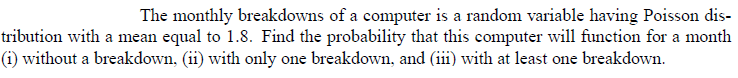 The monthly breakdowns of a computer is a random variable having Poisson dis-
tribution with a mean equal to 1.8. Find the probability that this computer will function for a month
(i) without a breakdown, (ii) with only one breakdown, and (iii) with at least one breakdown.